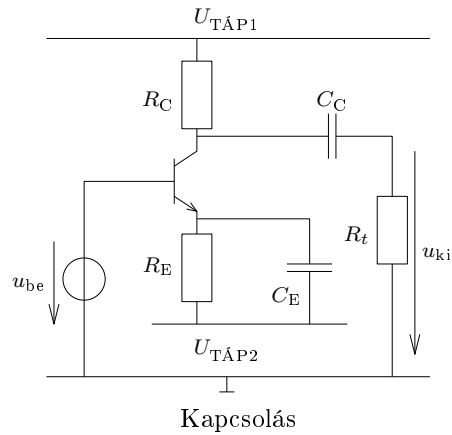 U_TÁP1
R_C
C_C
R_t
u_ki
u_be
R_E
C_E
U_TÁP2
Kapcsolás